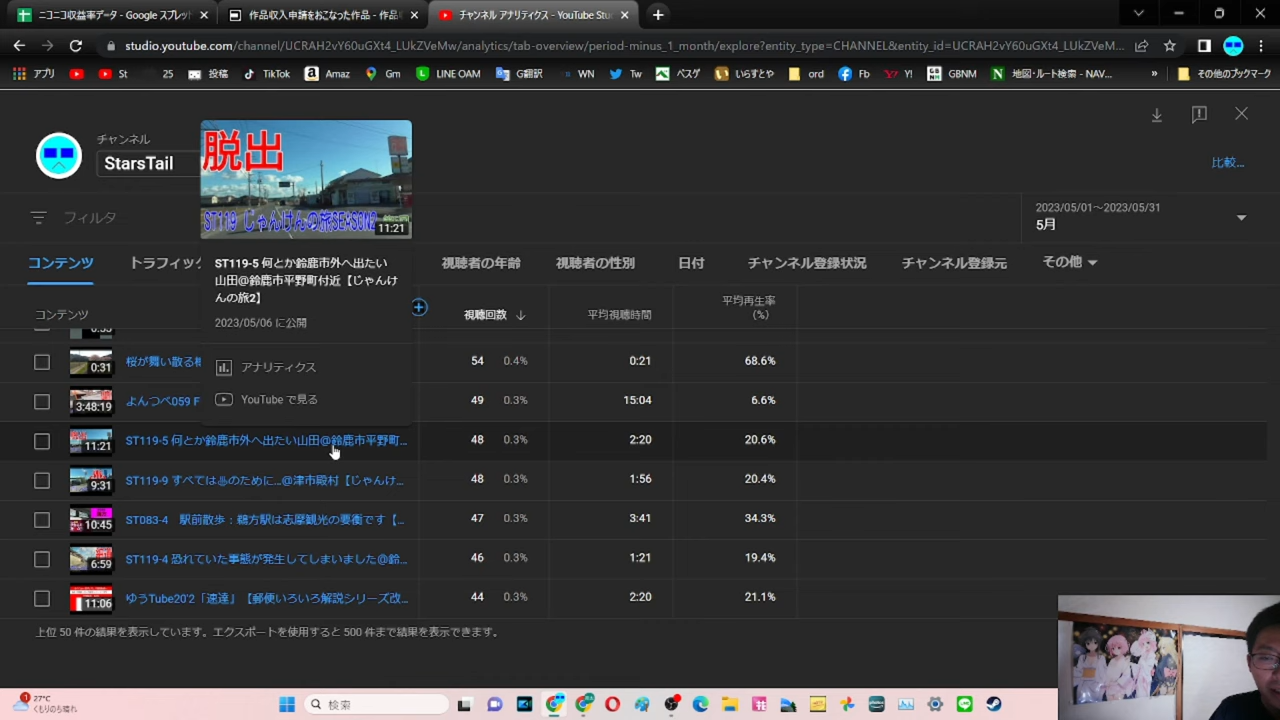 ニコニコ収益率データ - Google スプレッ
作品収入申請をおこなった作品 - 作品
チャンネル アナリティクス - YouTube Stu
studio.youtube.com/channel/UCRAH2vY60uGXt4_LUkZVeMw/analytics/tab-overview/period-minus_1_month/explore?entity_type=CHANNEL&entity_id=UCRAH2vY60uGXt4_LUkZVeM...
アプリ
St
25
投稿
TikTok
Amaz
Gm
LINE OAM
G翻訳
WN
Tw
ペスゲ
いらすとや
ord
Fb
Y!
GBNM
地図・ルート検索 - NAV...
»
その他のブックマーク
チャンネル
StarsTail
比較...
脱出
ST119 じゃんけんの旅SEASON2
11:21
フィルタ
2023/05/01～2023/05/31
5月
コンテンツ
トラフィック
視聴者の年齢
視聴者の性別
日付
チャンネル登録状況
チャンネル登録元
その他
ST119-5 何とか鈴鹿市外へ出たい
山田@鈴鹿市平野町付近【じゃんけ
んの旅2】
2023/05/06 に公開
アナリティクス
YouTube で見る
コンテンツ
視聴回数
平均視聴時間
平均再生率
(%)
0:31 桜が舞い散る 54 0.4% 0:21 68.6%
3:48:19 よんつべ059 F 49 0.3% 15:04 6.6%
11:21 ST119-5 何とか鈴鹿市外へ出たい山田@鈴鹿市平野町... 48 0.3% 2:20 20.6%
9:31 ST119-9 すべては♨のために...@津市殿村【じゃんけ... 48 0.3% 1:56 20.4%
10:45 ST083-4 駅前散歩：鵜方駅は志摩観光の要衝です【... 47 0.3% 3:41 34.3%
6:59 ST119-4 恐れていた事態が発生してしまいました@鈴... 46 0.3% 1:21 19.4%
11:06 ゆうTube20'2「速達」【郵便いろいろ解説シリーズ改... 44 0.3% 2:20 21.1%
上位 50 件の結果を表示しています。エクスポートを使用すると 500 件まで結果を表示できます。
27°C
くもりのち晴れ
検索